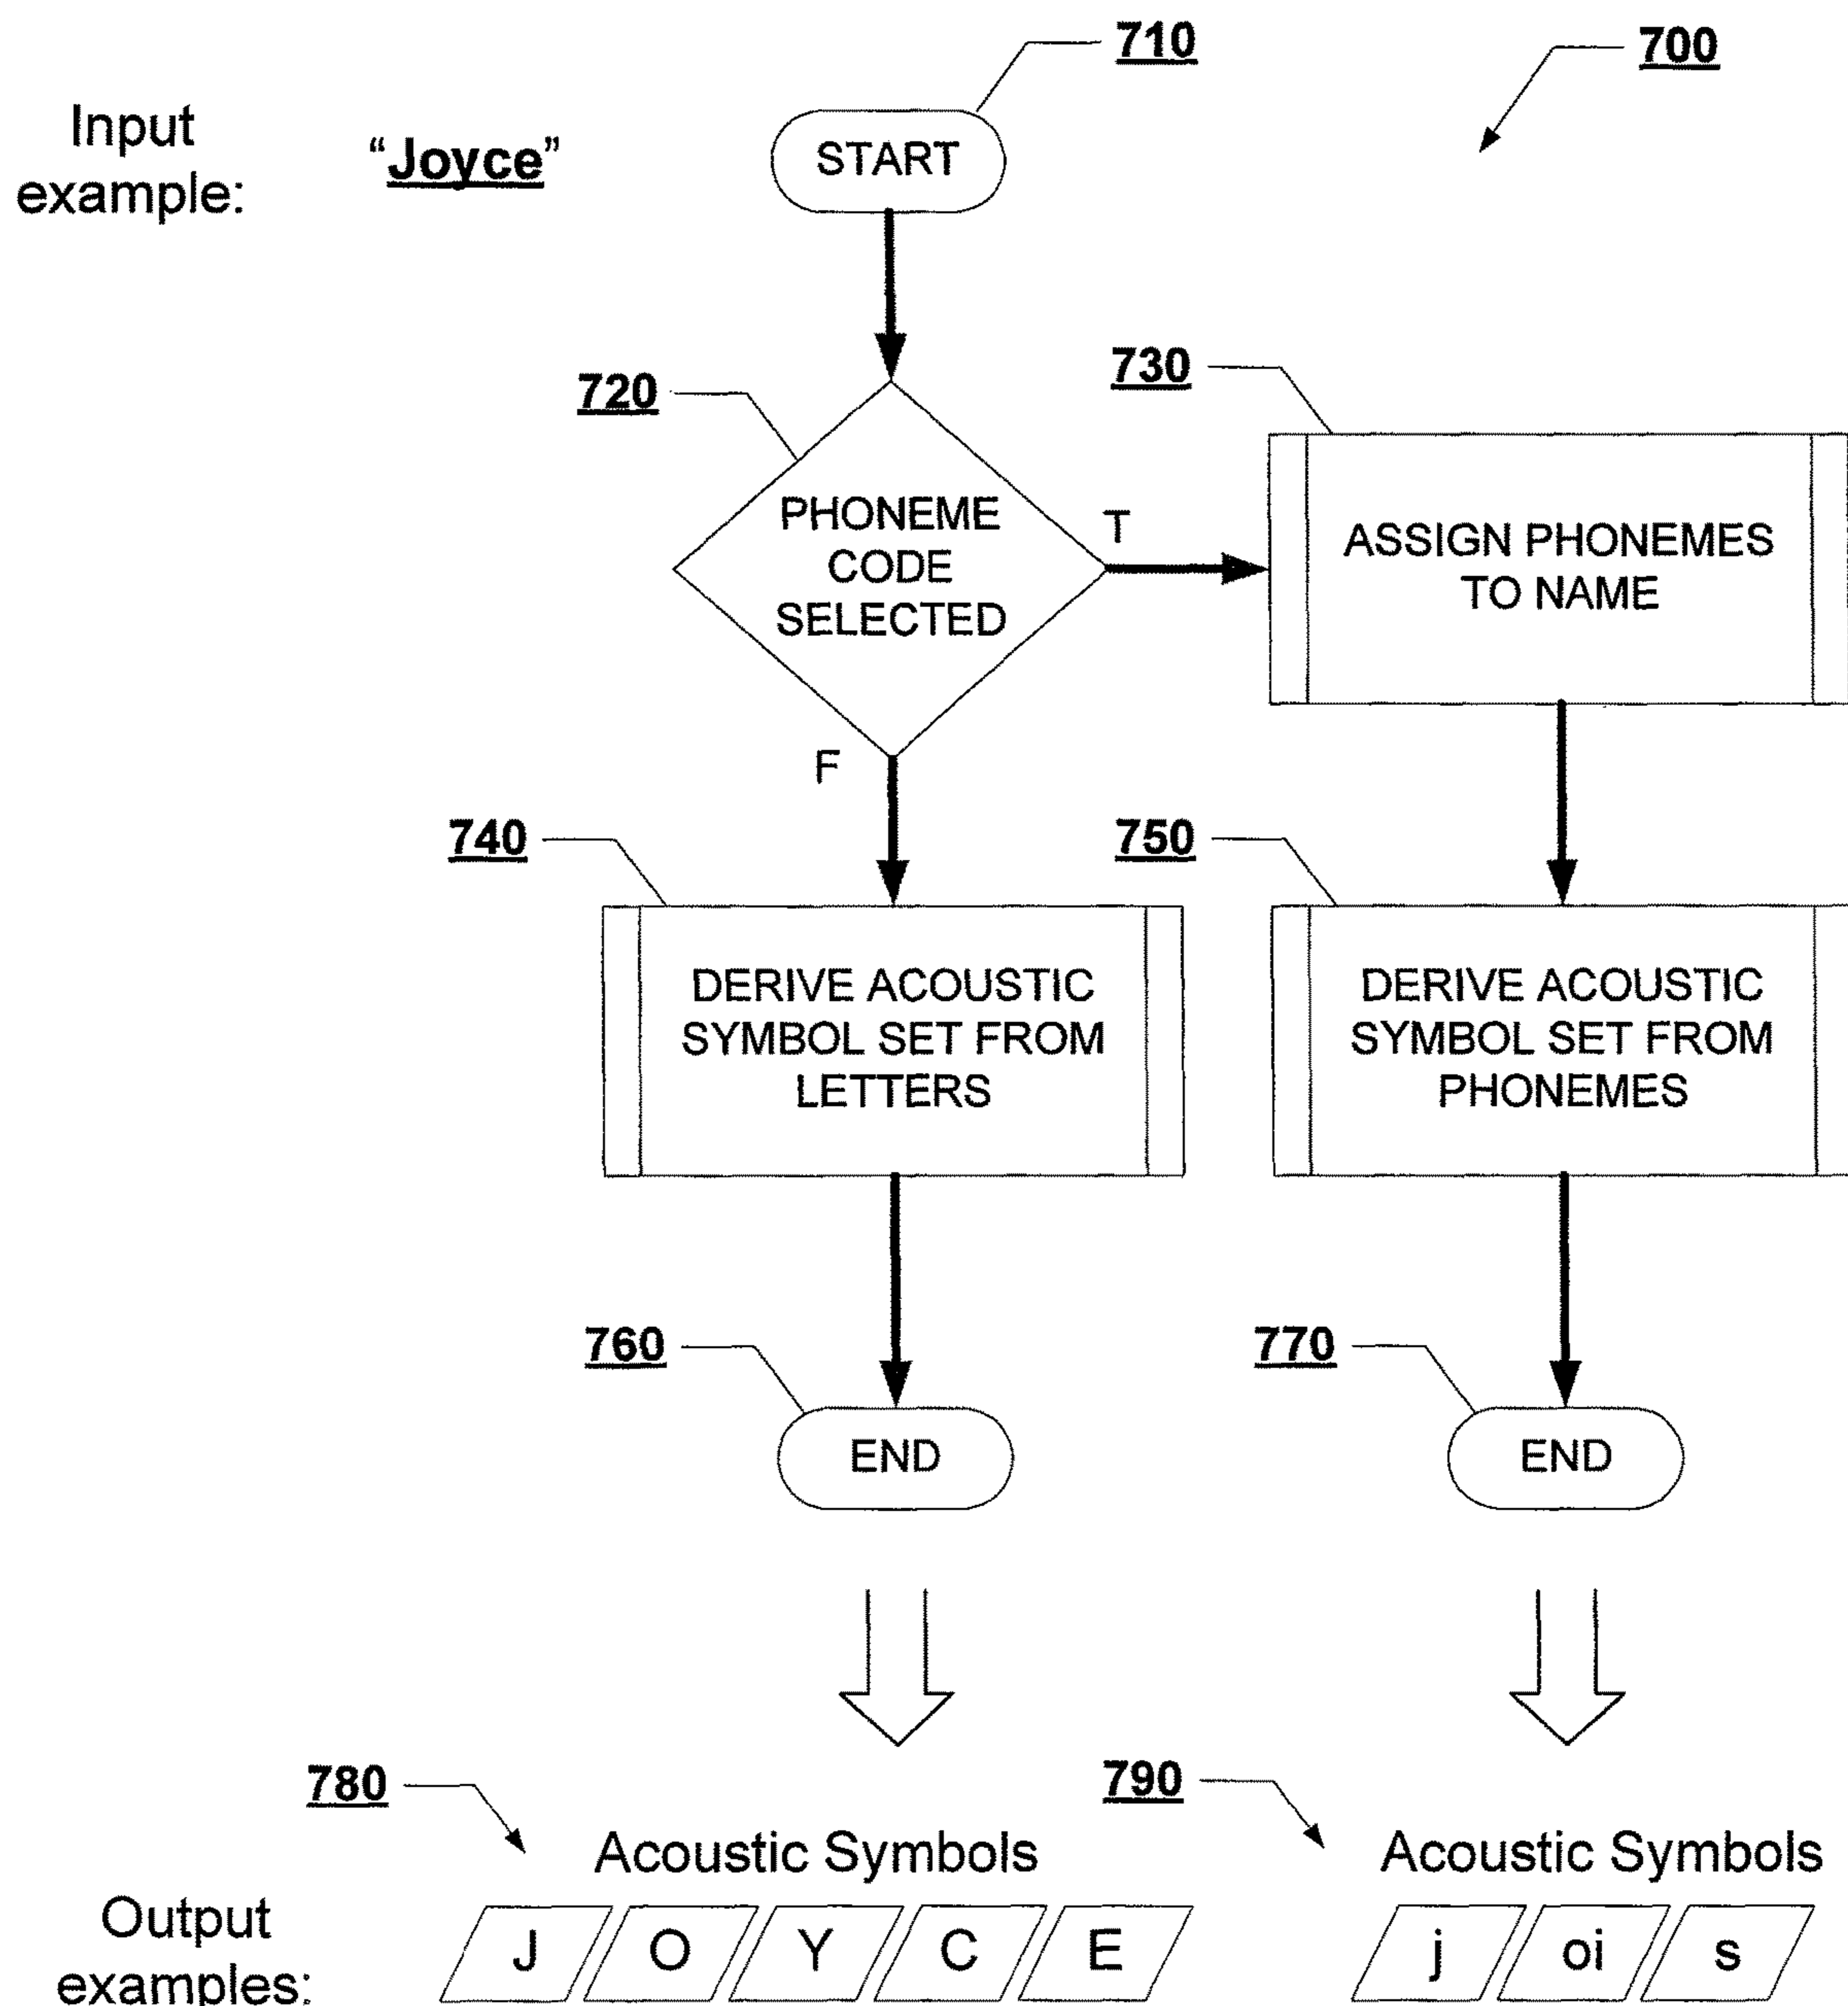 710
700
Input
example:
“Joyce”
START
720
730
PHONEME
CODE
SELECTED
T
F
ASSIGN PHONEMES
TO NAME
740
750
DERIVE ACOUSTIC
SYMBOL SET FROM
LETTERS
DERIVE ACOUSTIC
SYMBOL SET FROM
PHONEMES
760
770
END
END
780
790
Acoustic Symbols
Acoustic Symbols
Output
examples:
J O Y C E
j oi s